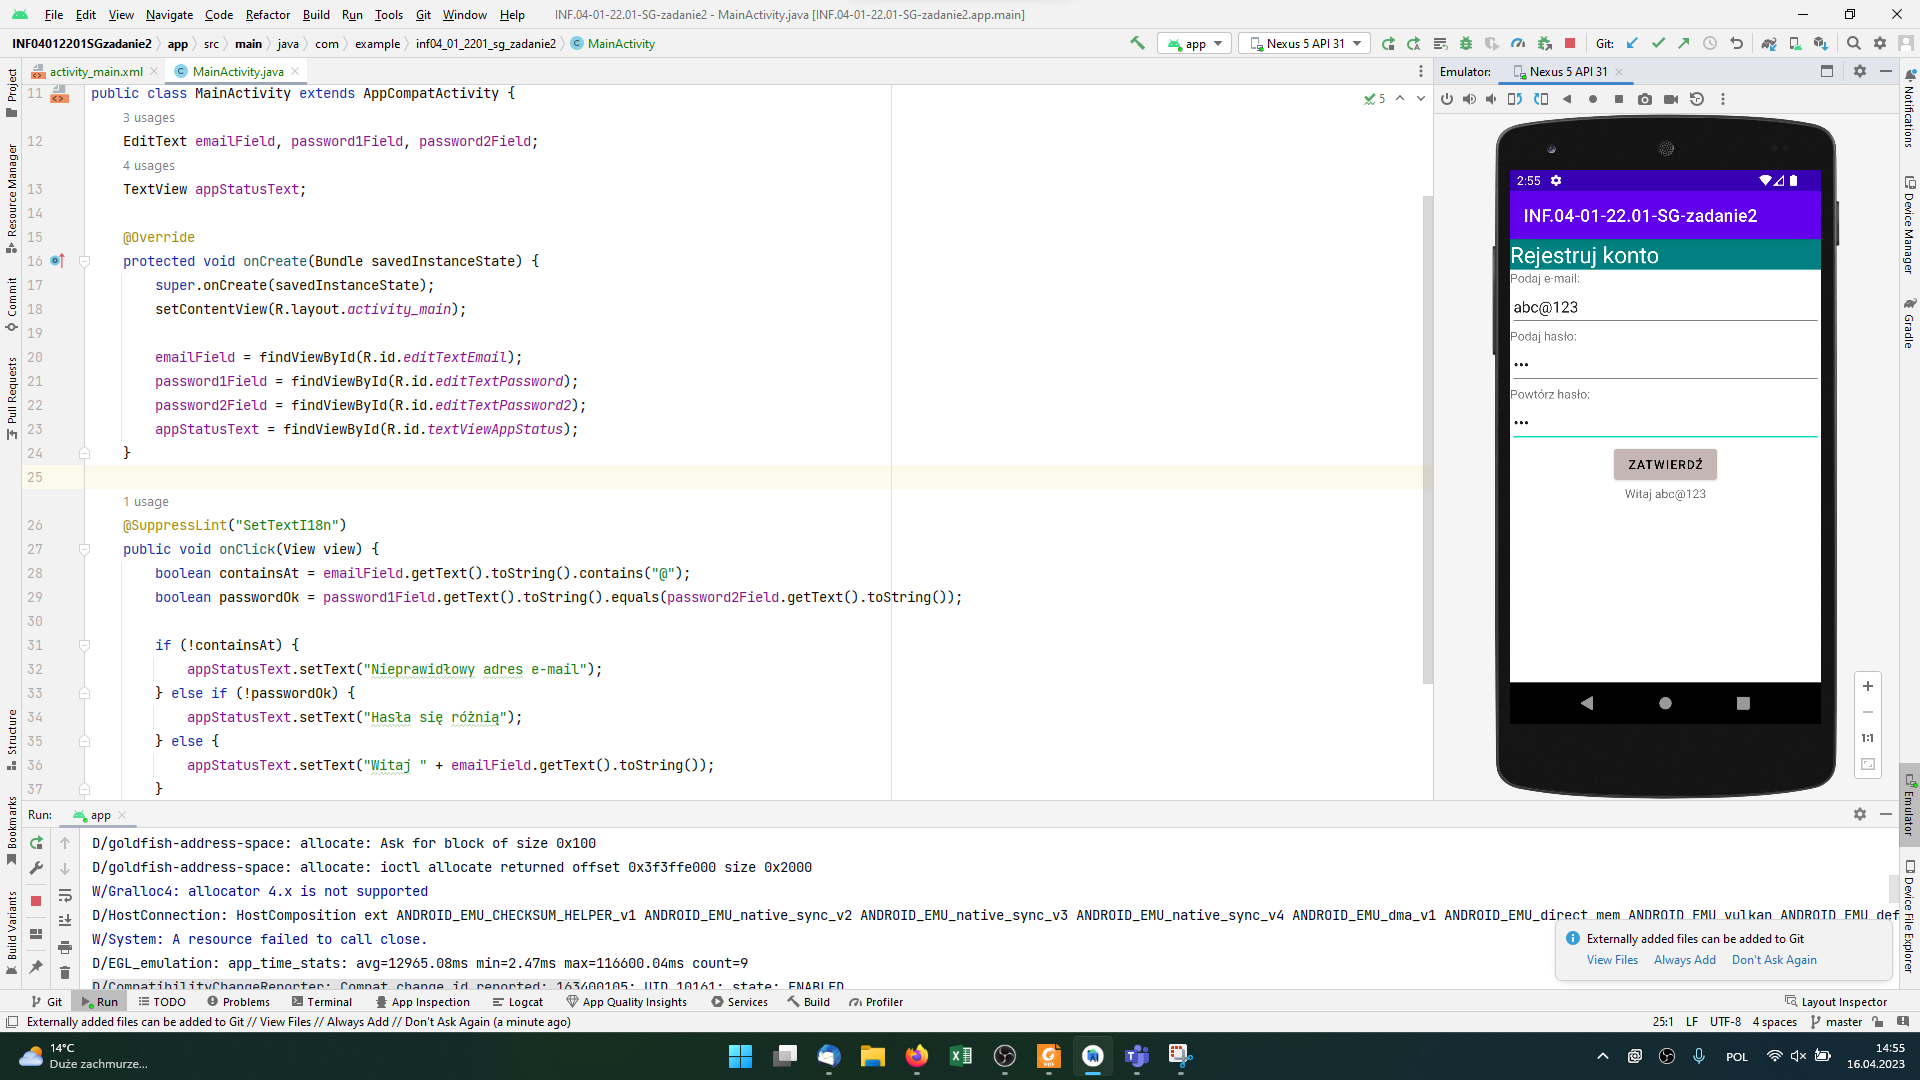 File Edit View Navigate Code Refactor Build Run Tools Git Window Help INF.04-01-22.01-SG-zadanie2 - MainActivity.java [INF.04-01-22.01-SG-zadanie2.app.main]
INF04012201SGzadanie2 app src main java com example inf04_01_2201_sg_zadanie2 MainActivity app Nexus 5 API 31 Git:
activity_main.xml MainActivity.java Emulator: Nexus 5 API 31
11 public class MainActivity extends AppCompatActivity {
5
3 usages
12 EditText emailField, password1Field, password2Field;
4 usages
13 TextView appStatusText;
14
15 @Override
16 protected void onCreate(Bundle savedInstanceState) {
17 super.onCreate(savedInstanceState);
18 setContentView(R.layout.activity_main);
19
20 emailField = findViewById(R.id.editTextEmail);
21 password1Field = findViewById(R.id.editTextPassword);
22 password2Field = findViewById(R.id.editTextPassword2);
23 appStatusText = findViewById(R.id.textViewAppStatus);
24 }
25
1 usage
26 @SuppressLint("SetTextI18n")
27 public void onClick(View view) {
28 boolean containsAt = emailField.getText().toString().contains("@");
29 boolean passwordOk = password1Field.getText().toString().equals(password2Field.getText().toString());
30
31 if (!containsAt) {
32 appStatusText.setText("Nieprawidłowy adres e-mail");
33 } else if (!passwordOk) {
34 appStatusText.setText("Hasła się różnią");
35 } else {
36 appStatusText.setText("Witaj " + emailField.getText().toString());
37 }
2:55
INF.04-01-22.01-SG-zadanie2
Rejestruj konto
Podaj e-mail:
abc@123
Podaj hasło:
•••
Powtórz hasło:
•••
ZATWIERDŹ
Witaj abc@123
1:1
Project
Resource Manager
Commit
Pull Requests
Structure
Bookmarks
Build Variants
Notifications
Device Manager
Gradle
Emulator
Device File Explorer
Run: app
D/goldfish-address-space: allocate: Ask for block of size 0x100
D/goldfish-address-space: allocate: ioctl allocate returned offset 0x3f3ffe000 size 0x2000
W/Gralloc4: allocator 4.x is not supported
D/HostConnection: HostComposition ext ANDROID_EMU_CHECKSUM_HELPER_v1 ANDROID_EMU_native_sync_v2 ANDROID_EMU_native_sync_v3 ANDROID_EMU_native_sync_v4 ANDROID_EMU_dma_v1 ANDROID_EMU_direct_mem ANDROID_EMU_vulkan ANDROID_EMU_def
W/System: A resource failed to call close.
D/EGL_emulation: app_time_stats: avg=12965.08ms min=2.47ms max=116600.04ms count=9
D/CompatibilityChangeReporter: Compat change id reported: 163400105; UID 10161; state: ENABLED
Externally added files can be added to Git
View Files Always Add Don't Ask Again
Git Run TODO Problems Terminal App Inspection Logcat App Quality Insights Services Build Profiler Layout Inspector
Externally added files can be added to Git // View Files // Always Add // Don't Ask Again (a minute ago) 25:1 LF UTF-8 4 spaces master
14°C
Duże zachmurze...
POL
14:55
16.04.2023